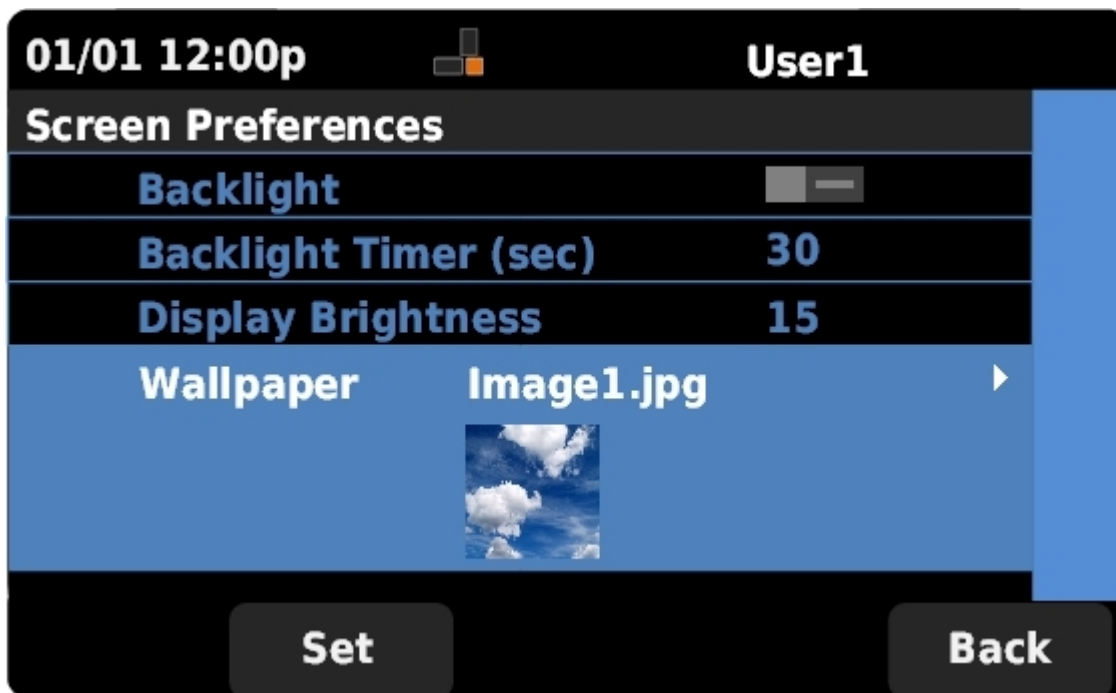 01/01 12:00p User1
Screen Preferences
Backlight
Backlight Timer (sec) 30
Display Brightness 15
Wallpaper Image1.jpg
Set Back